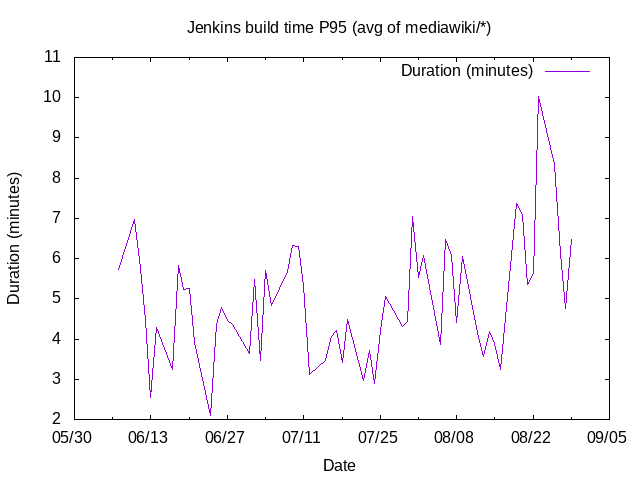 Jenkins build time P95 (avg of mediawiki/*)
Duration (minutes)
11
10
9
8
7
6
5
4
3
2
Duration (minutes)
05/30 06/13 06/27 07/11 07/25 08/08 08/22 09/05
Date